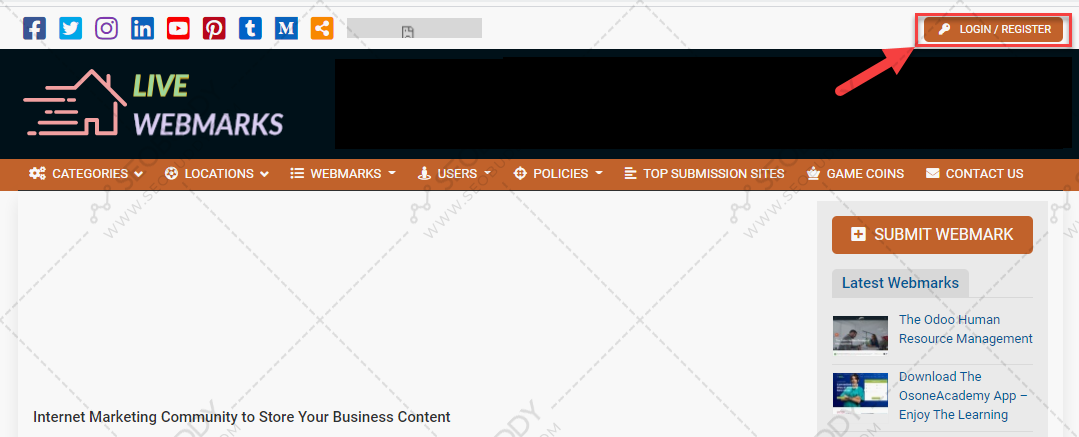 LOGIN / REGISTER
LIVE
WEBMARKS
CATEGORIES
LOCATIONS
WEBMARKS
USERS
POLICIES
TOP SUBMISSION SITES
GAME COINS
CONTACT US
SUBMIT WEBMARK
Latest Webmarks
The Odoo Human
Resource Management
Download The
OsoneAcademy App –
Enjoy The Learning
Internet Marketing Community to Store Your Business Content